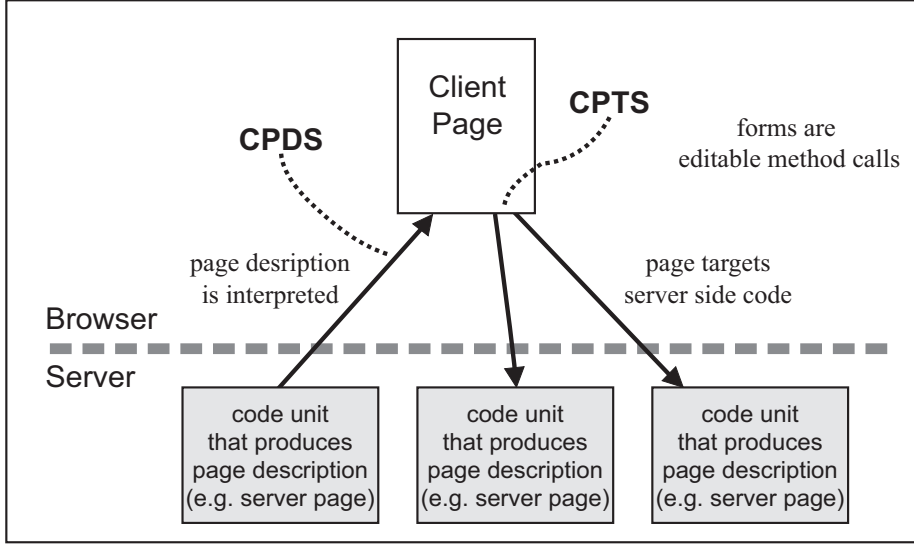 Client
Page
CPDS
CPTS
forms are
editable method calls
page desription
is interpreted
page targets
server side code
Browser
Server
code unit
that produces
page description
(e.g. server page)
code unit
that produces
page description
(e.g. server page)
code unit
that produces
page description
(e.g. server page)